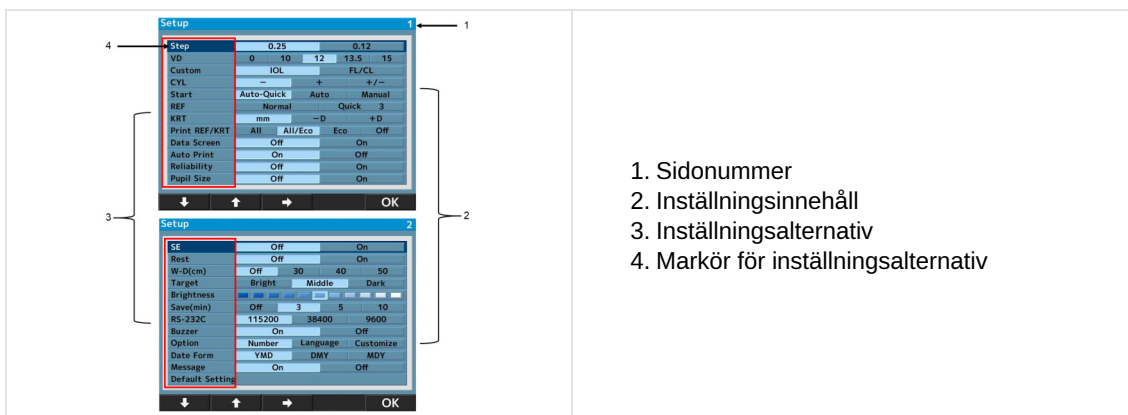 Setup 1
1
4
Step 0.25 0.12
VD 0 10 12 13.5 15
Custom IOL FL/CL
CYL − + +/−
Start Auto-Quick Auto Manual
REF Normal Quick 3
KRT mm −D +D
Print REF/KRT All All/Eco Eco Off
Data Screen Off On
Auto Print On Off
Reliability Off On
Pupil Size Off On
OK
3
2
Setup 2
SE Off On
Rest Off On
W-D(cm) Off 30 40 50
Target Bright Middle Dark
Brightness
Save(min) Off 3 5 10
RS-232C 115200 38400 9600
Buzzer On Off
Option Number Language Customize
Date Form YMD DMY MDY
Message On Off
Default Setting
OK
1. Sidonummer
2. Inställningsinnehåll
3. Inställningsalternativ
4. Markör för inställningsalternativ